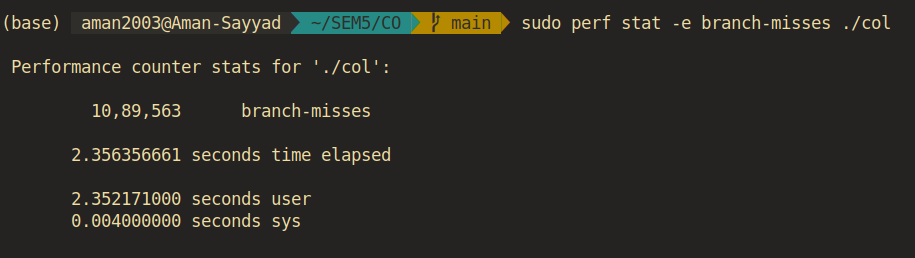 (base) aman2003@Aman-Sayyad ~/SEM5/CO main sudo perf stat -e branch-misses ./col
Performance counter stats for './col':
10,89,563 branch-misses
2.356356661 seconds time elapsed
2.352171000 seconds user
0.004000000 seconds sys